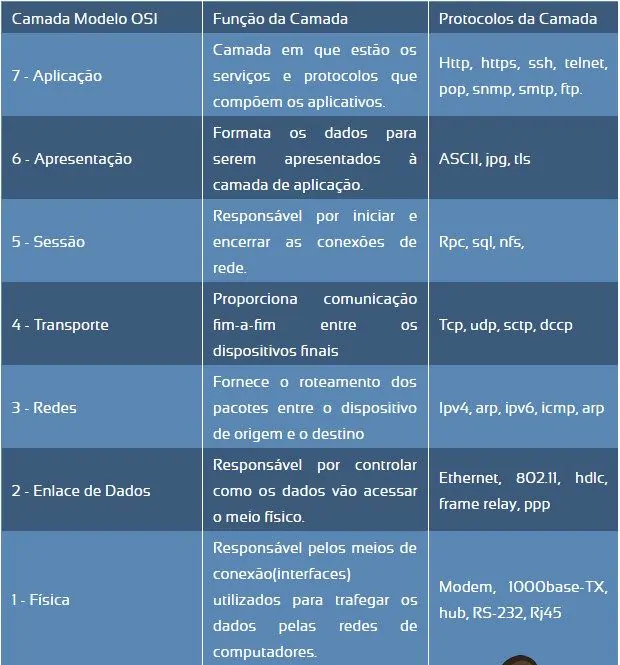 Camada Modelo OSI
Função da Camada
Protocolos da Camada
7 - Aplicação
Camada em que estão os
serviços e protocolos que
compõem os aplicativos.
Http, https, ssh, telnet,
pop, snmp, smtp, ftp.
6 - Apresentação
Formata os dados para
serem apresentados à
camada de aplicação.
ASCII, jpg, tls
5 - Sessão
Responsável por iniciar e
encerrar as conexões de
rede.
Rpc, sql, nfs,
4 - Transporte
Proporciona comunicação
fim-a-fim entre os
dispositivos finais
Tcp, udp, sctp, dccp
3 - Redes
Fornece o roteamento dos
pacotes entre o dispositivo
de origem e o destino
Ipv4, arp, ipv6, icmp, arp
2 - Enlace de Dados
Responsável por controlar
como os dados vão acessar
o meio físico.
Ethernet, 802.11, hdlc,
frame relay, ppp
1 - Física
Responsável pelos meios de
conexão(interfaces)
utilizados para trafegar os
dados pelas redes de
computadores.
Modem, 1000base-TX,
hub, RS-232, Rj45